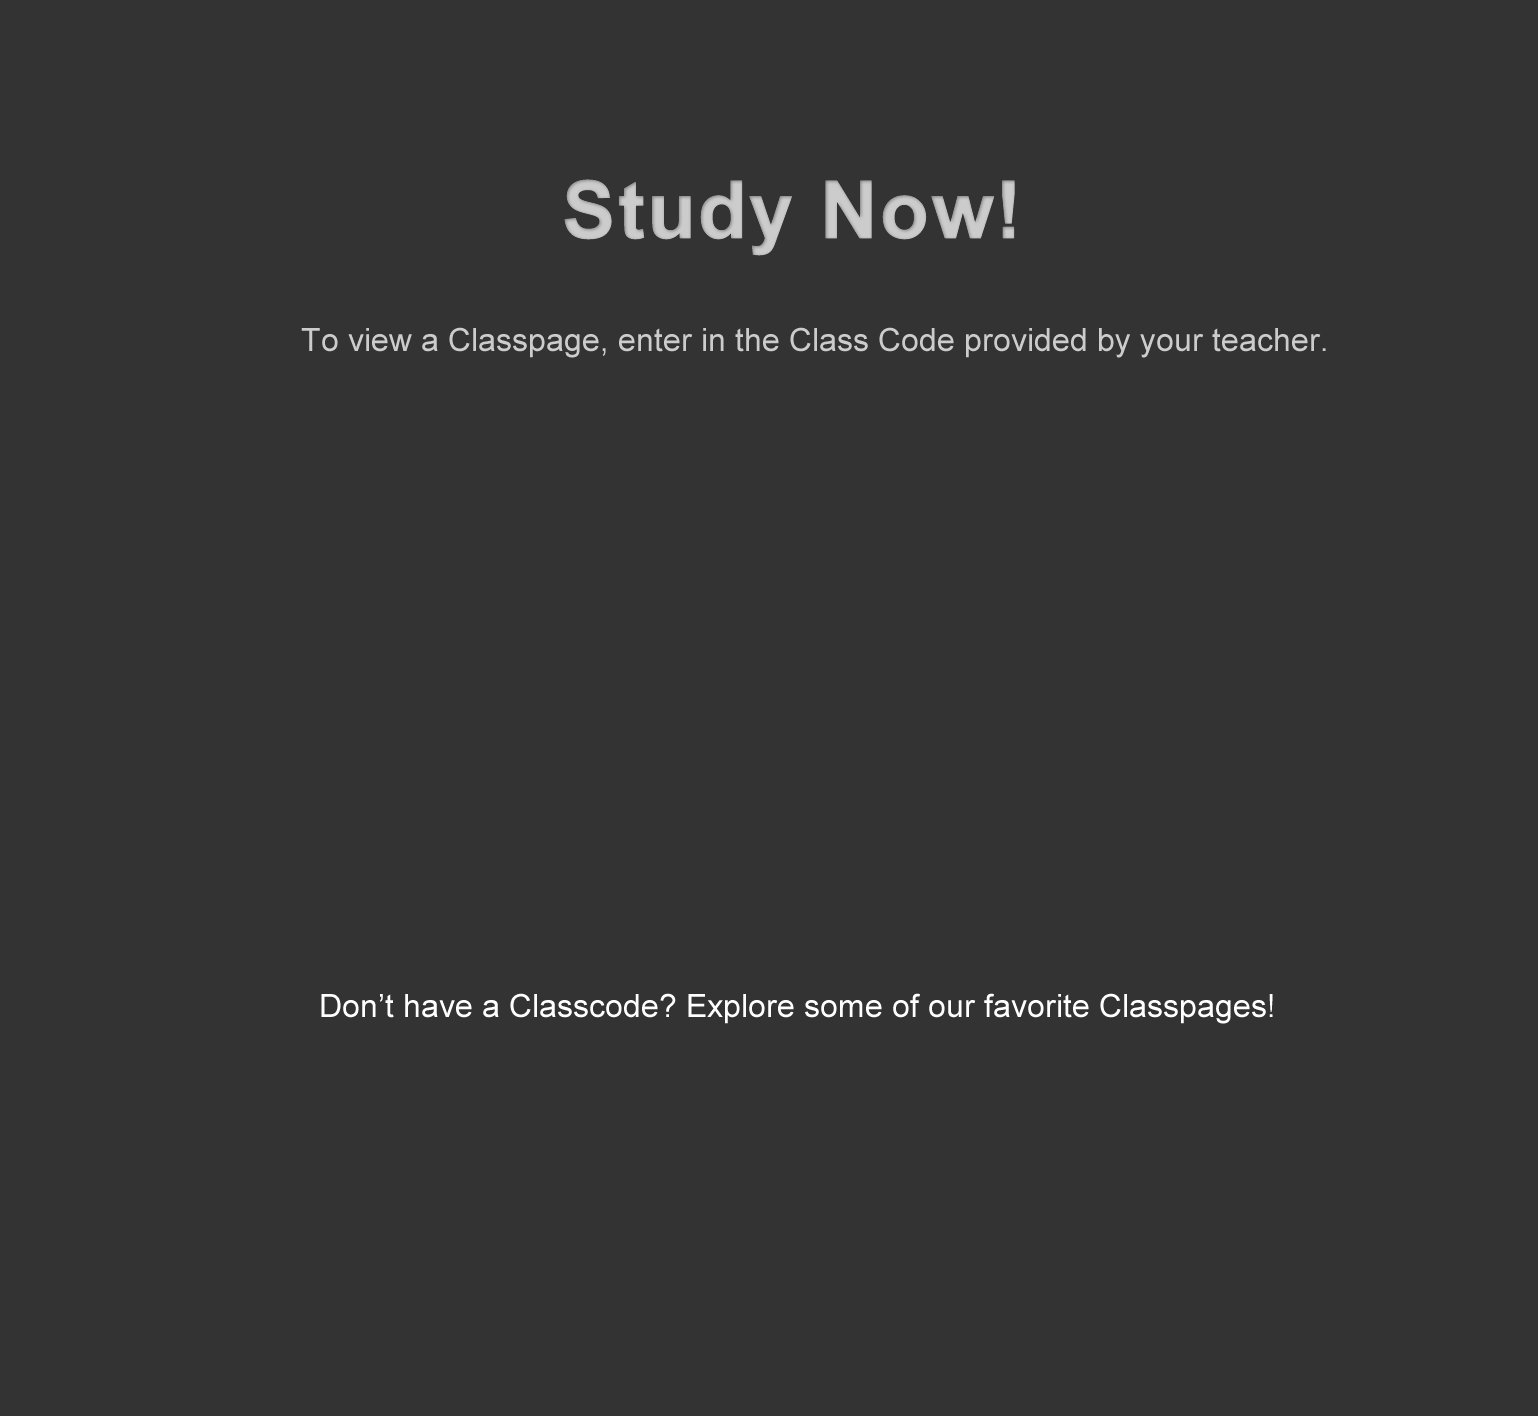 Study Now!
To view a Classpage, enter in the Class Code provided by your teacher.
Don’t have a Classcode? Explore some of our favorite Classpages!